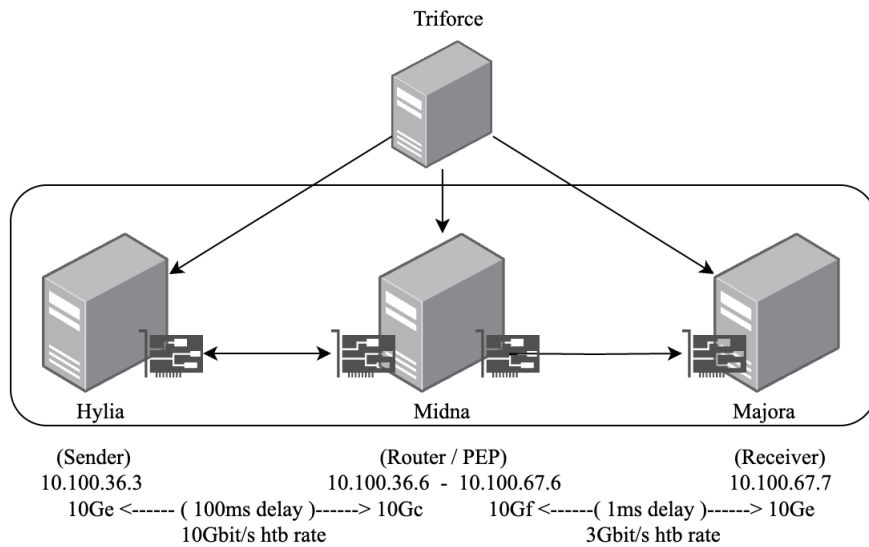 Triforce
Hylia
Midna
Majora
(Sender)
(Router / PEP)
(Receiver)
10.100.36.3
10.100.36.6 - 10.100.67.6
10.100.67.7
10Ge <------ ( 100ms delay )------> 10Gc
10Gf <------ ( 1ms delay )------> 10Ge
10Gbit/s htb rate
3Gbit/s htb rate